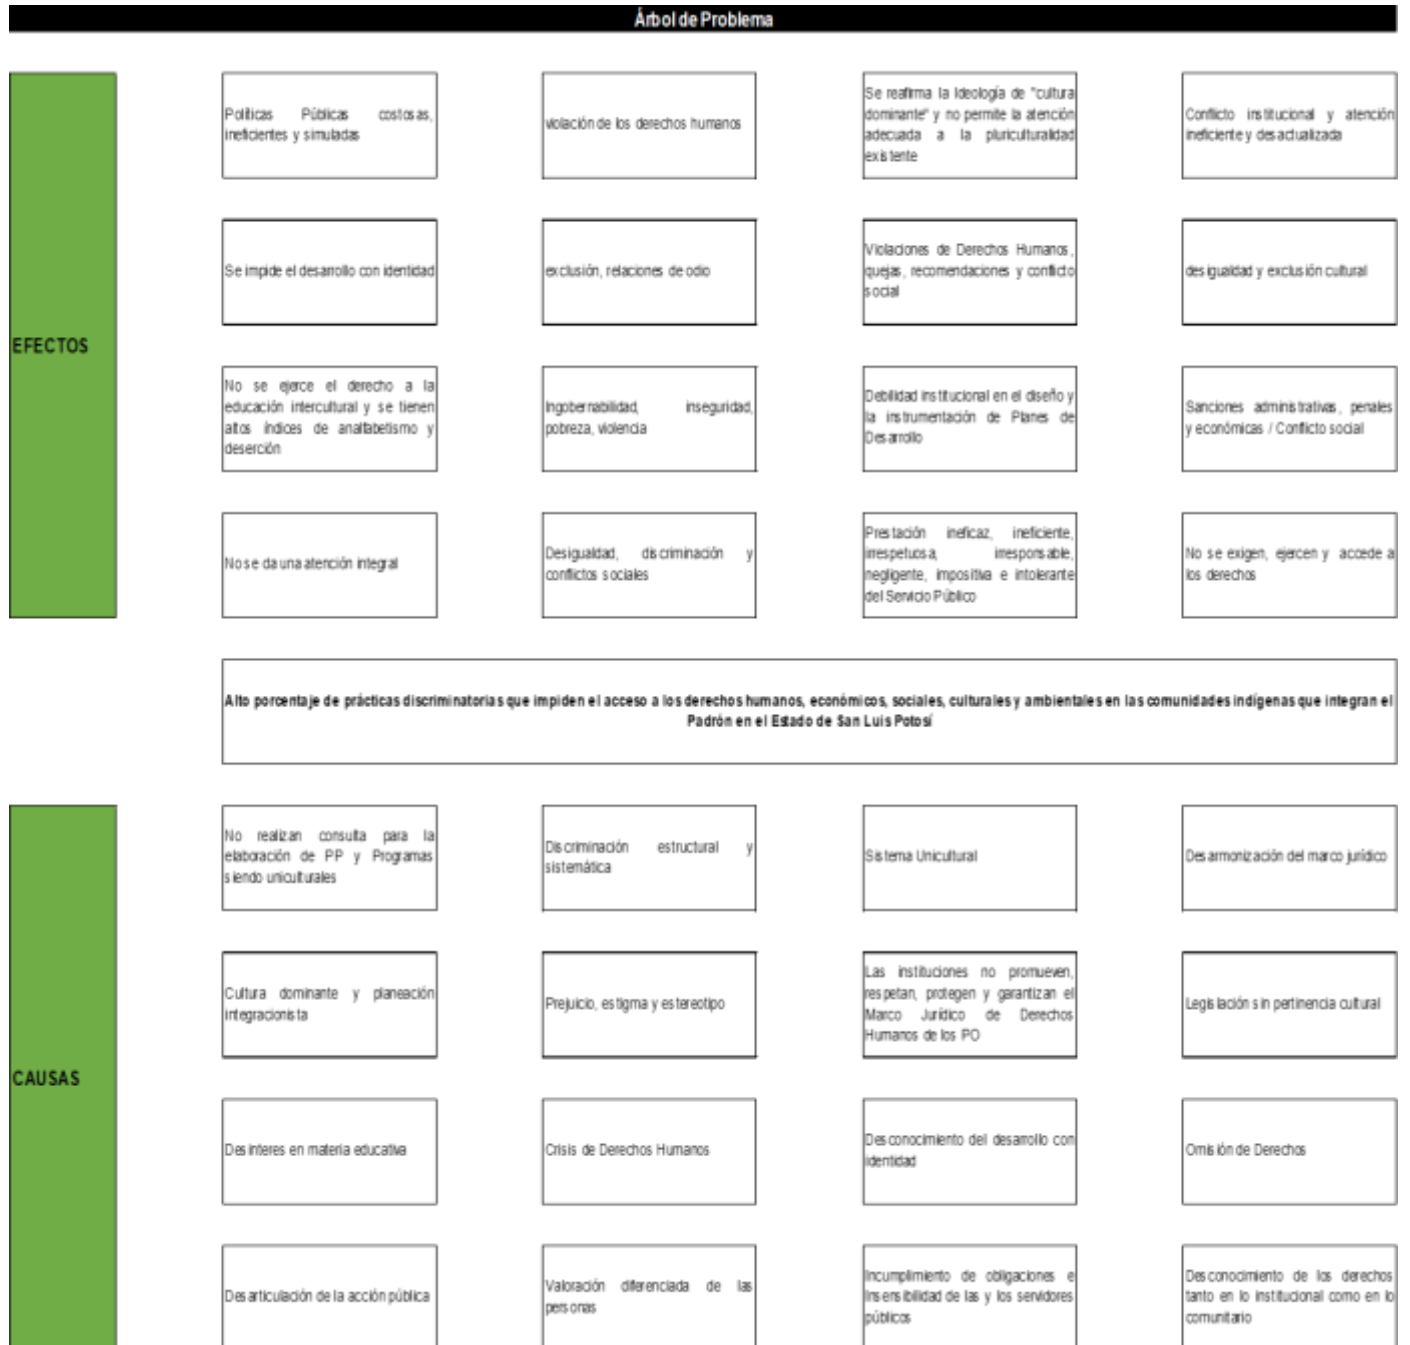 Árbol de Problema
EFECTOS
Políticas Públicas costosas,
ineficientes y simuladas
violación de los derechos humanos
Se reafirma la Ideología de "cultura
dominante" y no permite la atención
adecuada a la pluriculturalidad
existente
Conflicto institucional y atención
ineficiente y desactualizada
Se impide el desarrollo con identidad
exclusión, relaciones de odio
Violaciones de Derechos Humanos,
quejas, recomendaciones y conflicto
social
desigualdad y exclusión cultural
No se ejerce el derecho a la
educación intercultural y se tienen
altos índices de analfabetismo y
deserción
Ingobernabilidad, inseguridad,
pobreza, violencia
Debilidad institucional en el diseño y
la instrumentación de Planes de
Desarrollo
Sanciones administrativas, penales
y económicas / Conflicto social
No se da una atención integral
Desigualdad, discriminación y
conflictos sociales
Prestación ineficaz, ineficiente,
irrespetuosa, irresponsable,
negligente, impositiva e intolerante
del Servicio Público
No se exigen, ejercen y accede a
los derechos
Alto porcentaje de prácticas discriminatorias que impiden el acceso a los derechos humanos, económicos, sociales, culturales y ambientales en las comunidades indígenas que integran el
Padrón en el Estado de San Luis Potosí
CAUSAS
No realizan consulta para la
elaboración de PP y Programas
siendo uniculturales
Discriminación estructural y
sistemática
Sistema Unicultural
Desarmonización del marco jurídico
Cultura dominante y planeación
integracionista
Prejuicio, estigma y estereotipo
Las instituciones no promueven,
respetan, protegen y garantizan el
Marco Jurídico de Derechos
Humanos de los PO
Legislación sin pertinencia cultural
Desinteres en materia educativa
Crisis de Derechos Humanos
Desconocimiento del desarrollo con
identidad
Omisión de Derechos
Desarticulación de la acción pública
Valoración diferenciada de las
personas
Incumplimiento de obligaciones e
Insensibilidad de las y los servidores
públicos
Desconocimiento de los derechos
tanto en lo institucional como en lo
comunitario